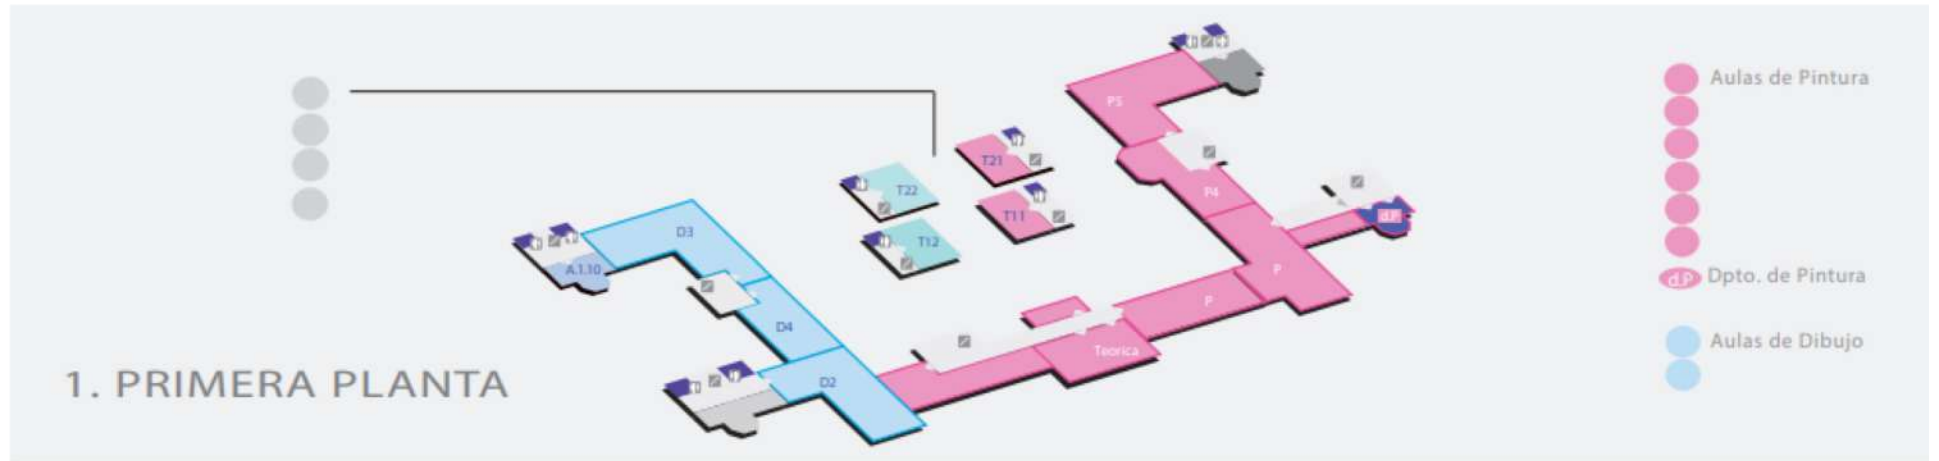 P5
T21
T22
P4
T11
d.P
D3
T12
A.1.10
P
P
D4
Teorica
D2
1. PRIMERA PLANTA
Aulas de Pintura
d.P Dpto. de Pintura
Aulas de Dibujo